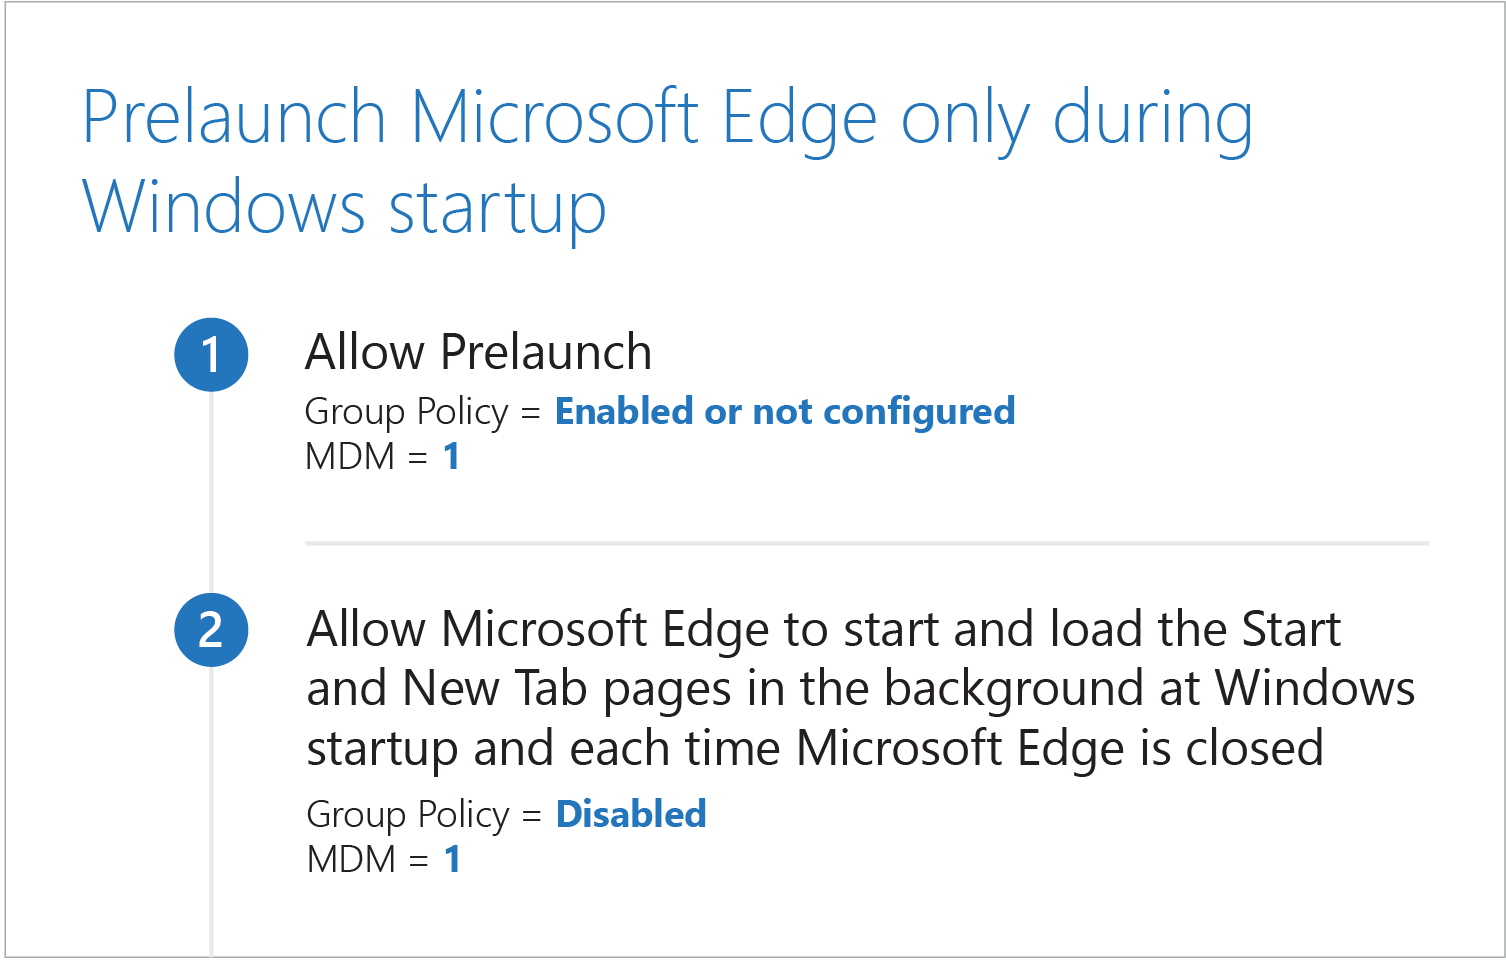 Prelaunch Microsoft Edge only during
Windows startup
1
Allow Prelaunch
Group Policy = Enabled or not configured
MDM = 1
2
Allow Microsoft Edge to start and load the Start
and New Tab pages in the background at Windows
startup and each time Microsoft Edge is closed
Group Policy = Disabled
MDM = 1